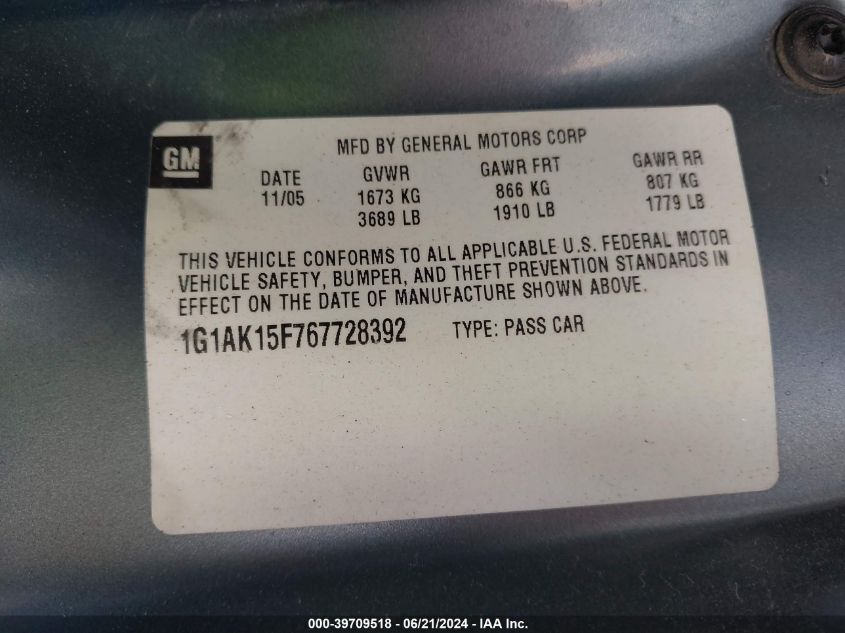 GM
MFD BY GENERAL MOTORS CORP
DATE GVWR GAWR FRT GAWR RR
11/05 1673 KG 866 KG 807 KG
3689 LB 1910 LB 1779 LB
THIS VEHICLE CONFORMS TO ALL APPLICABLE U.S. FEDERAL MOTOR
VEHICLE SAFETY, BUMPER, AND THEFT PREVENTION STANDARDS IN
EFFECT ON THE DATE OF MANUFACTURE SHOWN ABOVE.
1G1AK15F767728392 TYPE: PASS CAR
000-39709518 - 06/21/2024 - IAA, Inc.